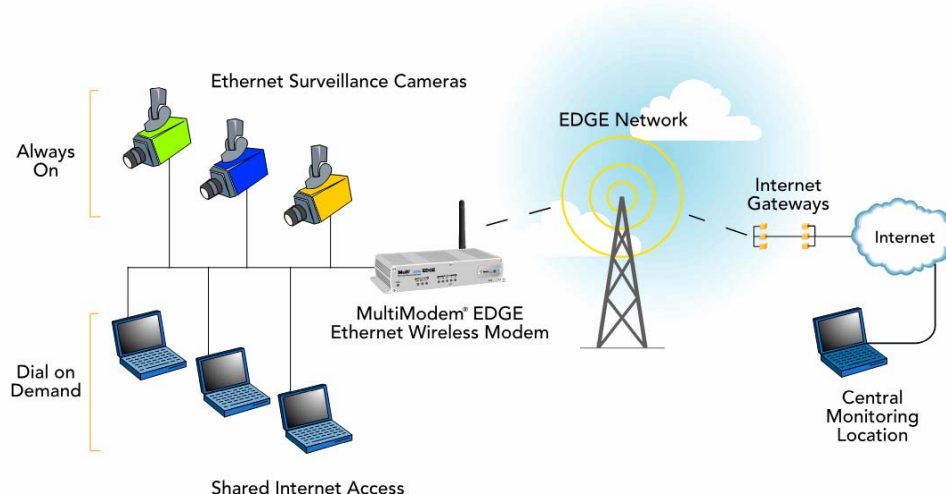 Ethernet Surveillance Cameras
Always
On
EDGE Network
Internet
Gateways
Internet
MultiModem® EDGE
Ethernet Wireless Modem
Dial on
Demand
Central
Monitoring
Location
Shared Internet Access